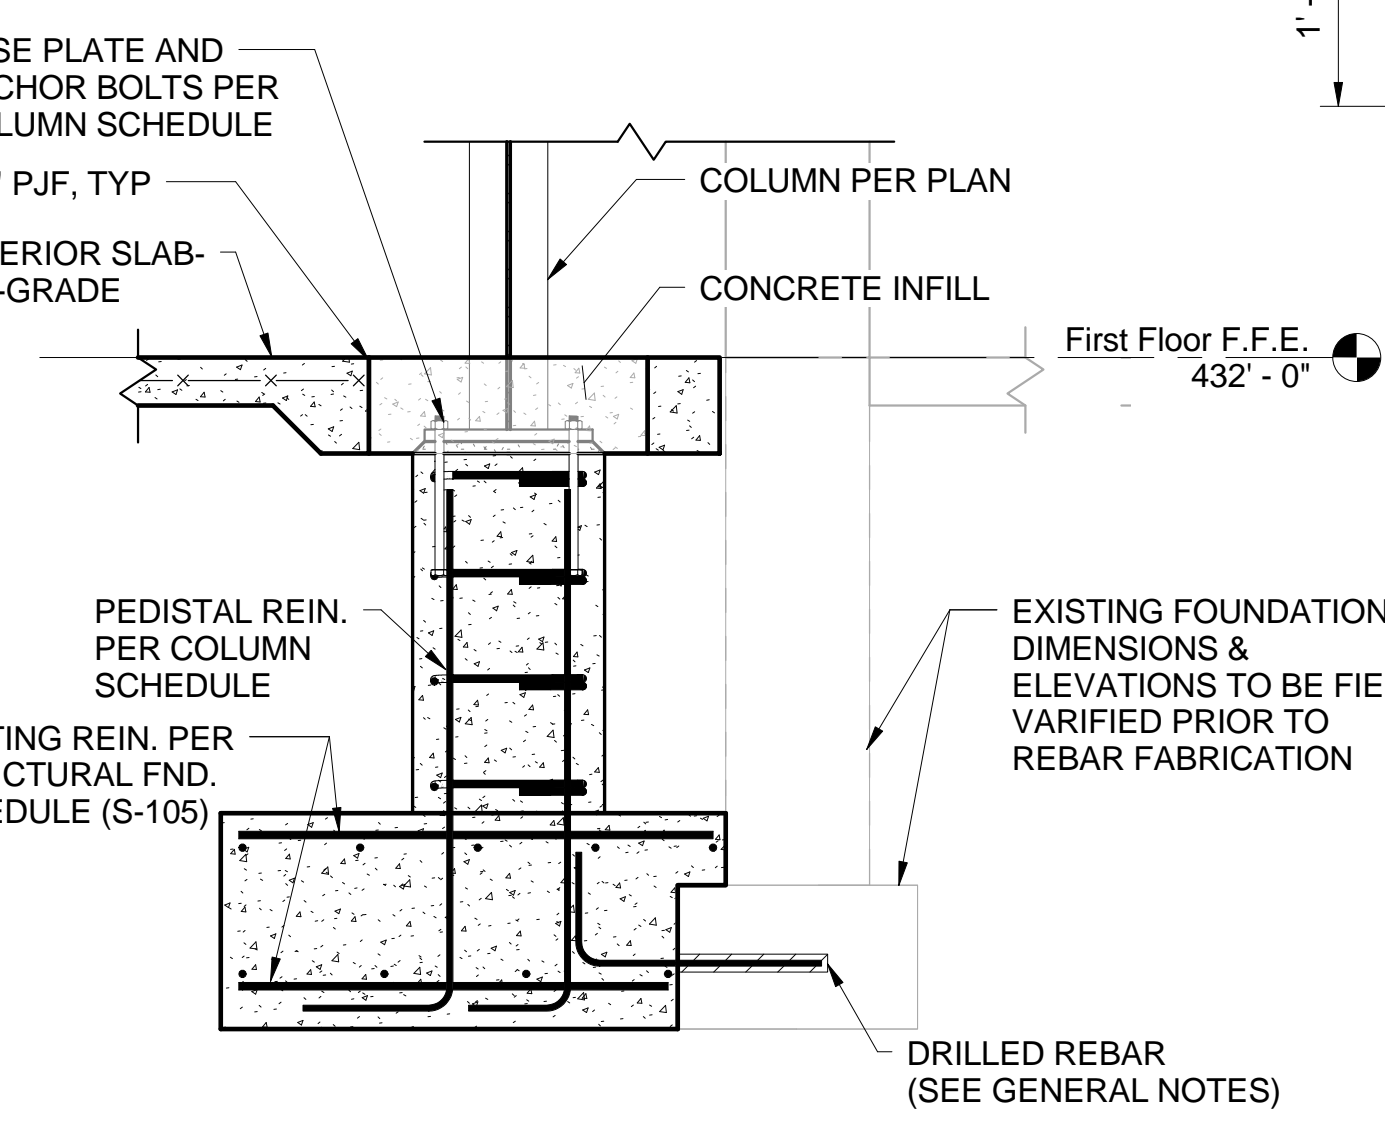 SE PLATE AND
CHOR BOLTS PER
LUMN SCHEDULE
" PJF, TYP
ERIOR SLAB-
-GRADE
COLUMN PER PLAN
CONCRETE INFILL
First Floor F.F.E.
432' - 0"
1' -
PEDISTAL REIN.
PER COLUMN
SCHEDULE
TING REIN. PER
CTURAL FND.
EDULE (S-105)
EXISTING FOUNDATION
DIMENSIONS &
ELEVATIONS TO BE FIE
VARIFIED PRIOR TO
REBAR FABRICATION
DRILLED REBAR
(SEE GENERAL NOTES)